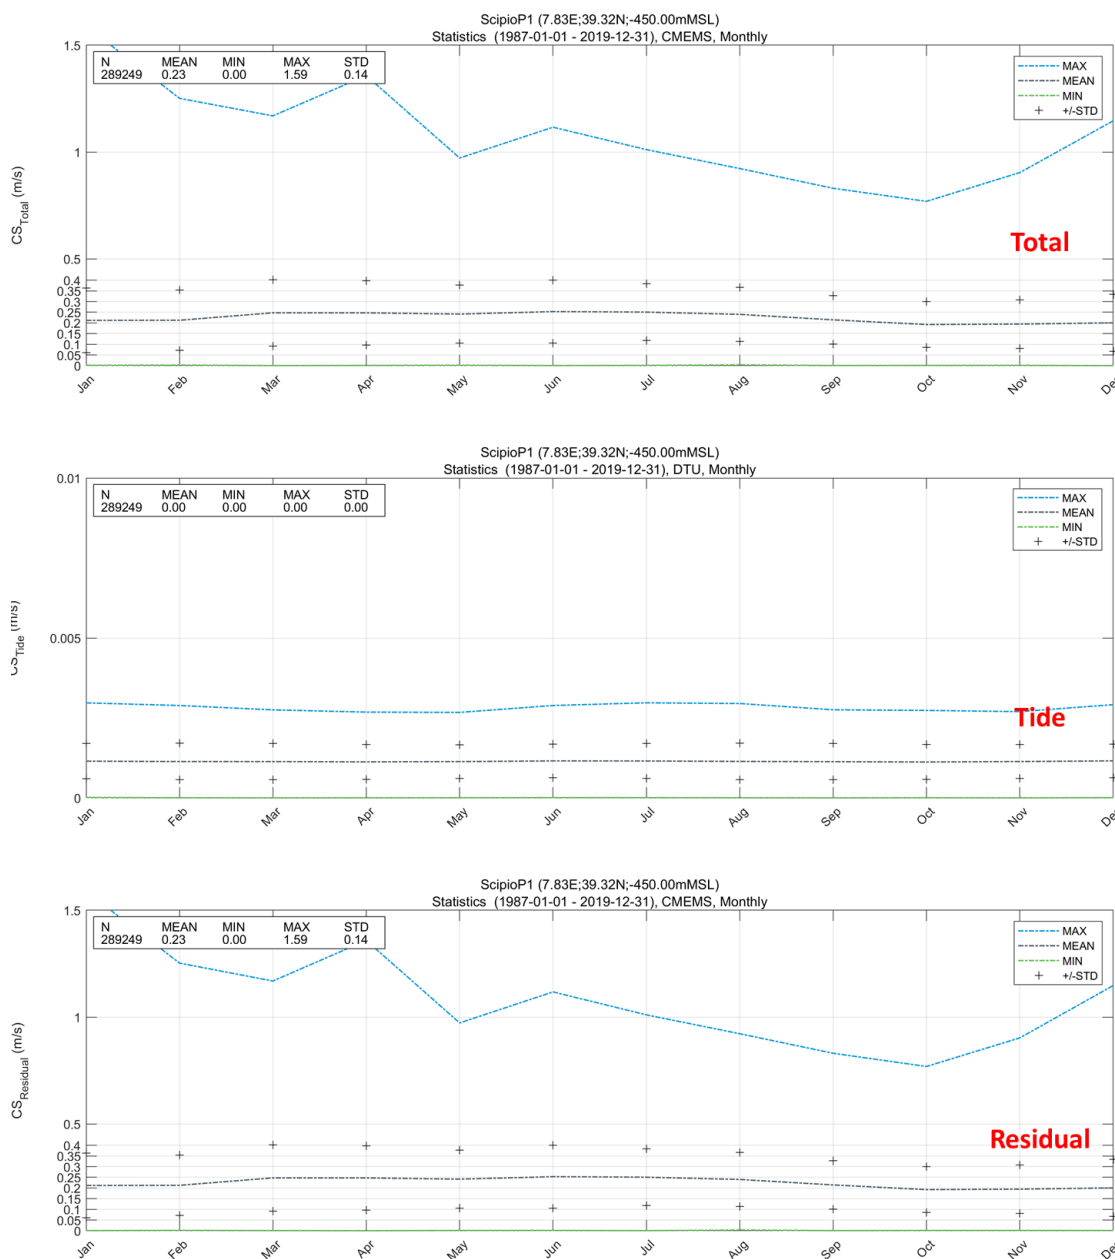 ScipioP1 (7.83E;39.32N;-450.00mMSL)
Statistics (1987-01-01 - 2019-12-31), CMEMS, Monthly
N MEAN MIN MAX STD
289249 0.23 0.00 1.59 0.14
MAX
MEAN
MIN
+/-STD
CS_Total (m/s)
1.5
1
0.5
0.4
0.35
0.3
0.25
0.2
0.15
0.1
0.05
0
Total
Jan Feb Mar Apr May Jun Jul Aug Sep Oct Nov De
ScipioP1 (7.83E;39.32N;-450.00mMSL)
Statistics (1987-01-01 - 2019-12-31), DTU, Monthly
N MEAN MIN MAX STD
289249 0.00 0.00 0.00 0.00
MAX
MEAN
MIN
+/-STD
CS_Tide (m/s)
0.01
0.005
0
Tide
Jan Feb Mar Apr May Jun Jul Aug Sep Oct Nov De
ScipioP1 (7.83E;39.32N;-450.00mMSL)
Statistics (1987-01-01 - 2019-12-31), CMEMS, Monthly
N MEAN MIN MAX STD
289249 0.23 0.00 1.59 0.14
MAX
MEAN
MIN
+/-STD
CS_Residual (m/s)
1.5
1
0.5
0.4
0.35
0.3
0.25
0.2
0.15
0.1
0.05
0
Residual
Jan Feb Mar Apr May Jun Jul Aug Sep Oct Nov De